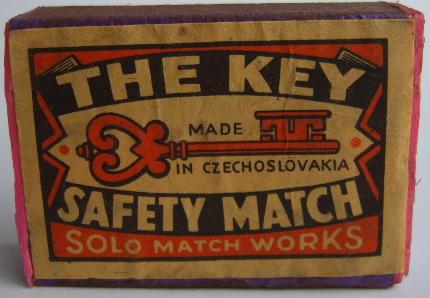 THE KEY
MADE
IN CZECHOSLOVAKIA
SAFETY MATCH
SOLO MATCH WORKS